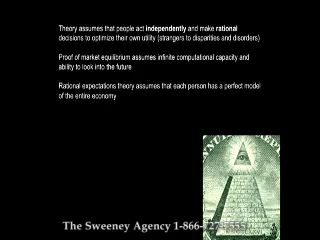 Theory assumes that people act independently and make rational
decisions to optimize their own utility (strangers to disparities and disorders)
Proof of market equilibrium assumes infinite computational capacity and
ability to look into the future
Rational expectations theory assumes that each person has a perfect model
of the entire economy
The Sweeney Agency 1-866-727-7555